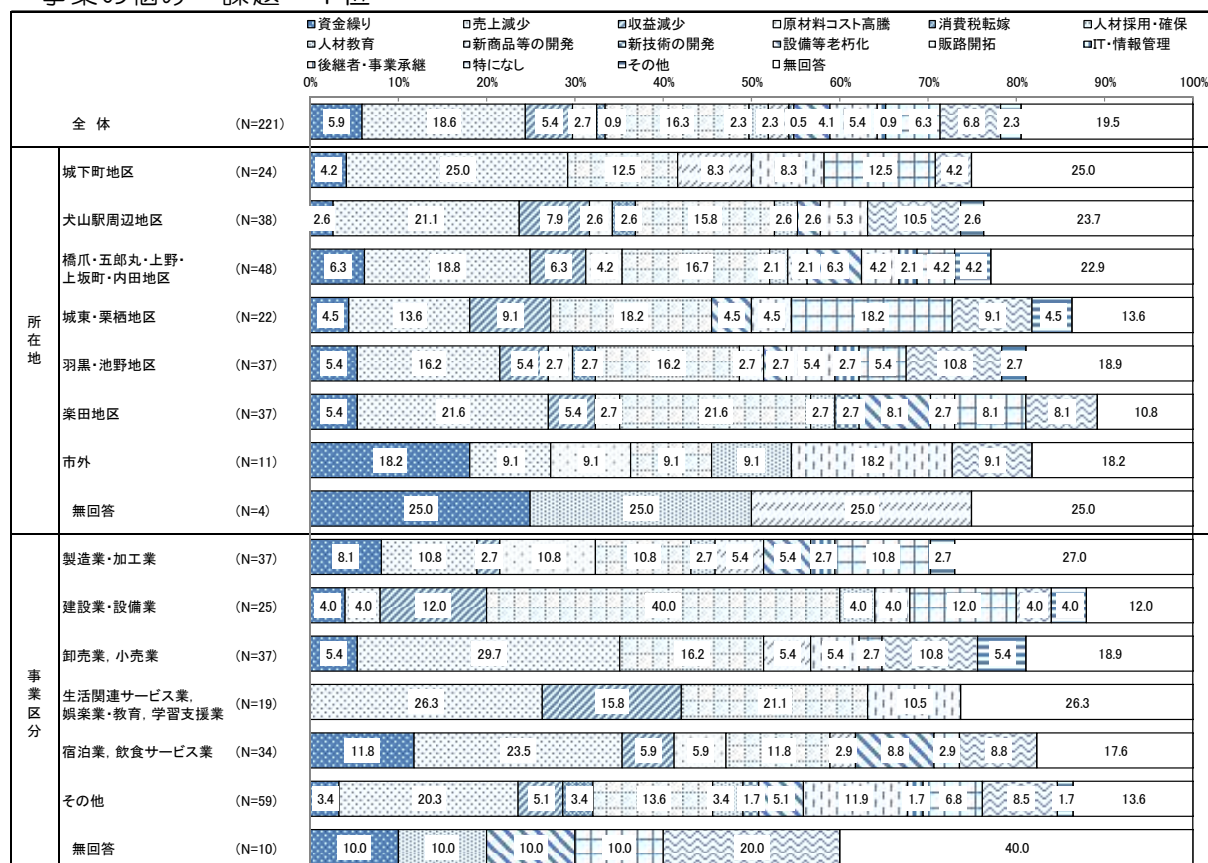 資金繰り 売上減少 収益減少 原材料コスト高騰 消費税転嫁 人材採用・確保
人材教育 新商品等の開発 新技術の開発 設備等老朽化 販路開拓 IT・情報管理
後継者・事業承継 特になし その他 無回答
0% 10% 20% 30% 40% 50% 60% 70% 80% 90% 100%
全 体 (N=221) 5.9 18.6 5.4 2.7 0.9 16.3 2.3 2.3 0.5 4.1 5.4 0.9 6.3 6.8 2.3 19.5
所在地
城下町地区 (N=24) 4.2 25.0 12.5 8.3 8.3 12.5 4.2 25.0
犬山駅周辺地区 (N=38) 2.6 21.1 7.9 2.6 2.6 15.8 2.6 2.6 5.3 10.5 2.6 23.7
橋爪・五郎丸・上野・
上坂町・内田地区 (N=48) 6.3 18.8 6.3 4.2 16.7 2.1 2.1 6.3 4.2 2.1 4.2 4.2 22.9
城東・栗栖地区 (N=22) 4.5 13.6 9.1 18.2 4.5 4.5 18.2 9.1 4.5 13.6
羽黒・池野地区 (N=37) 5.4 16.2 5.4 2.7 2.7 16.2 2.7 2.7 5.4 2.7 5.4 10.8 2.7 18.9
楽田地区 (N=37) 5.4 21.6 5.4 2.7 21.6 2.7 2.7 8.1 2.7 8.1 8.1 10.8
市外 (N=11) 18.2 9.1 9.1 9.1 9.1 18.2 9.1 18.2
無回答 (N=4) 25.0 25.0 25.0 25.0
事業区分
製造業・加工業 (N=37) 8.1 10.8 2.7 10.8 10.8 2.7 5.4 5.4 2.7 10.8 2.7 27.0
建設業・設備業 (N=25) 4.0 4.0 12.0 40.0 4.0 4.0 12.0 4.0 4.0 12.0
卸売業，小売業 (N=37) 5.4 29.7 16.2 5.4 5.4 2.7 10.8 5.4 18.9
生活関連サービス業，
娯楽業・教育，学習支援業 (N=19) 26.3 15.8 21.1 10.5 26.3
宿泊業，飲食サービス業 (N=34) 11.8 23.5 5.9 5.9 11.8 2.9 8.8 2.9 8.8 17.6
その他 (N=59) 3.4 20.3 5.1 3.4 13.6 3.4 1.7 5.1 11.9 1.7 6.8 8.5 1.7 13.6
無回答 (N=10) 10.0 10.0 10.0 10.0 20.0 40.0